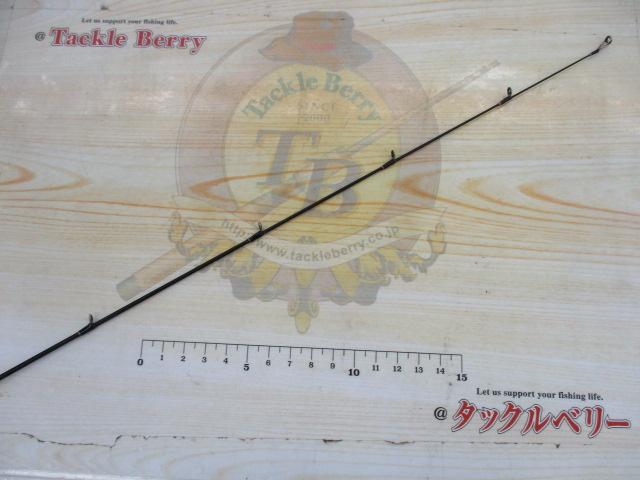 Let us support your fishing life.
@ Tackle Berry
Tackle Berry
SINCE
2000
TB
http://www.tackleberry.co.jp
0 1 2 3 4 5 6 7 8 9 10 11 12 13 14 15
Let us support your fishing life.
@ タックルベリー